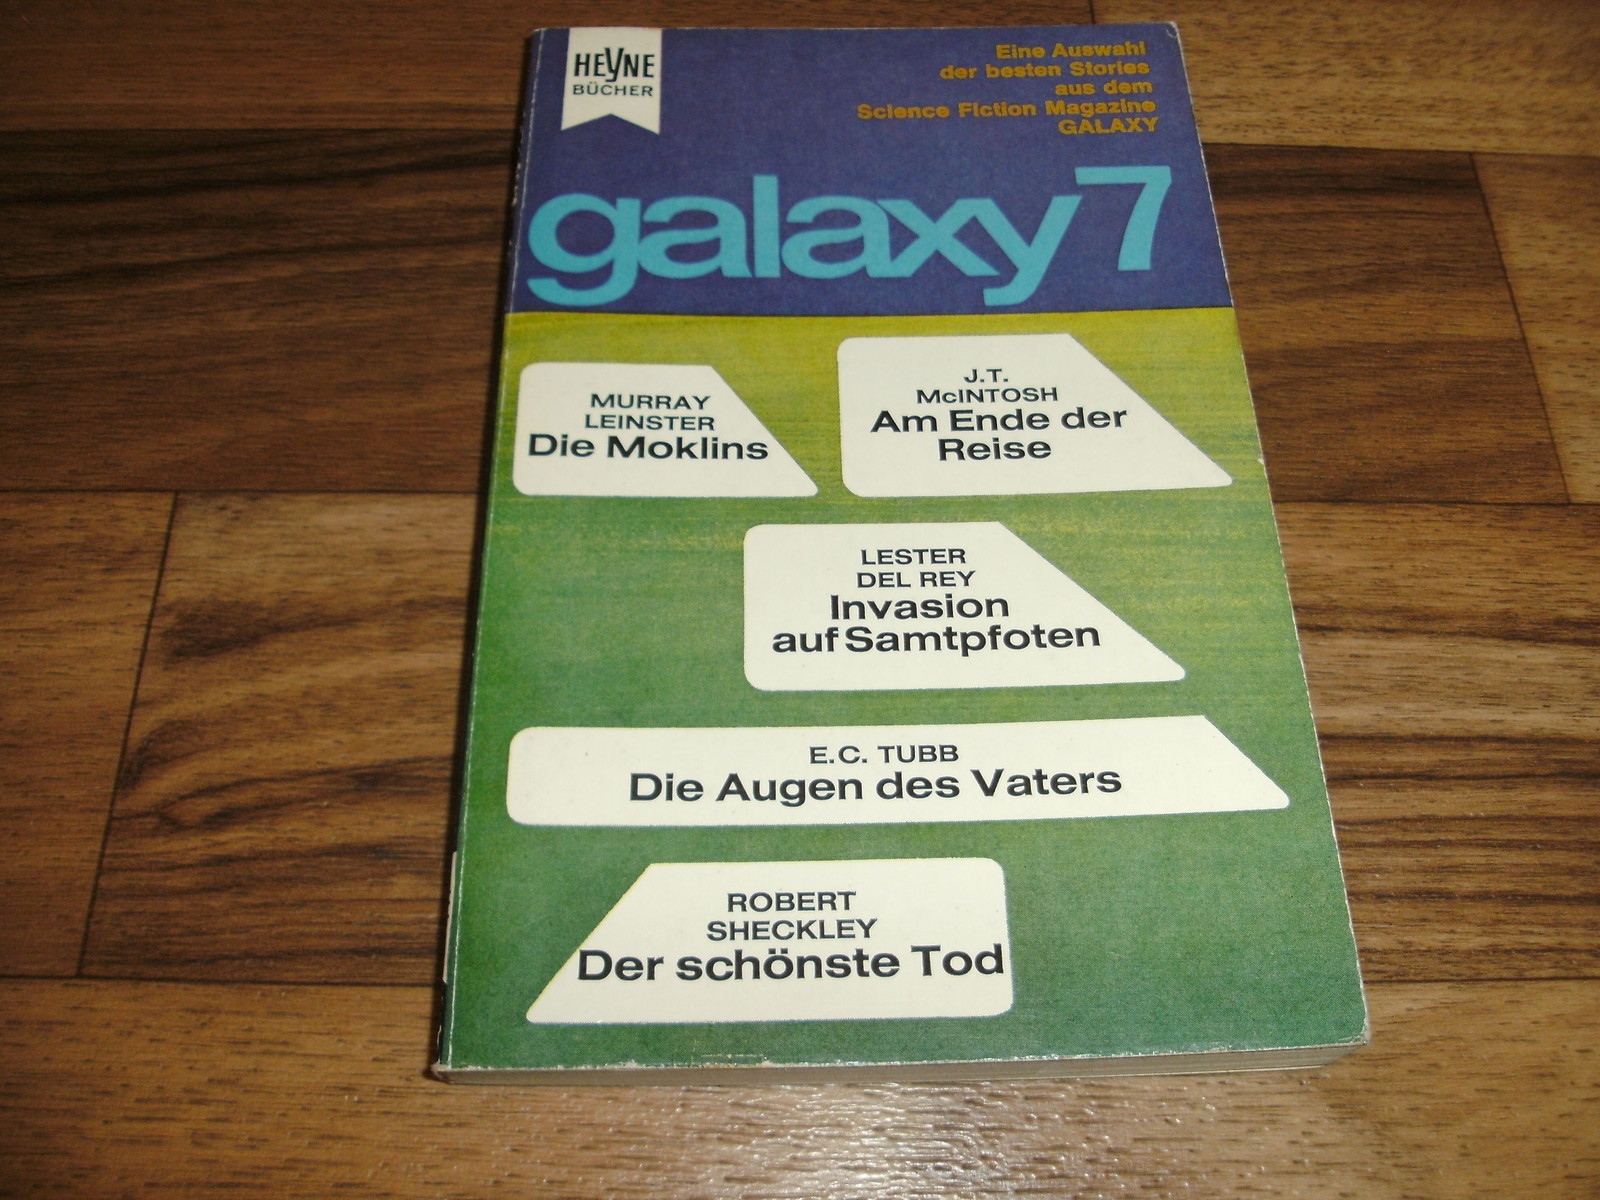 HEYNE
BÜCHER
Eine Auswahl
der besten Stories
aus dem
Science Fiction Magazine
GALAXY
galaxy 7
MURRAY
LEINSTER
Die Moklins
J.T.
McINTOSH
Am Ende der
Reise
LESTER
DEL REY
Invasion
auf Samtpfoten
E.C. TUBB
Die Augen des Vaters
ROBERT
SHECKLEY
Der schönste Tod